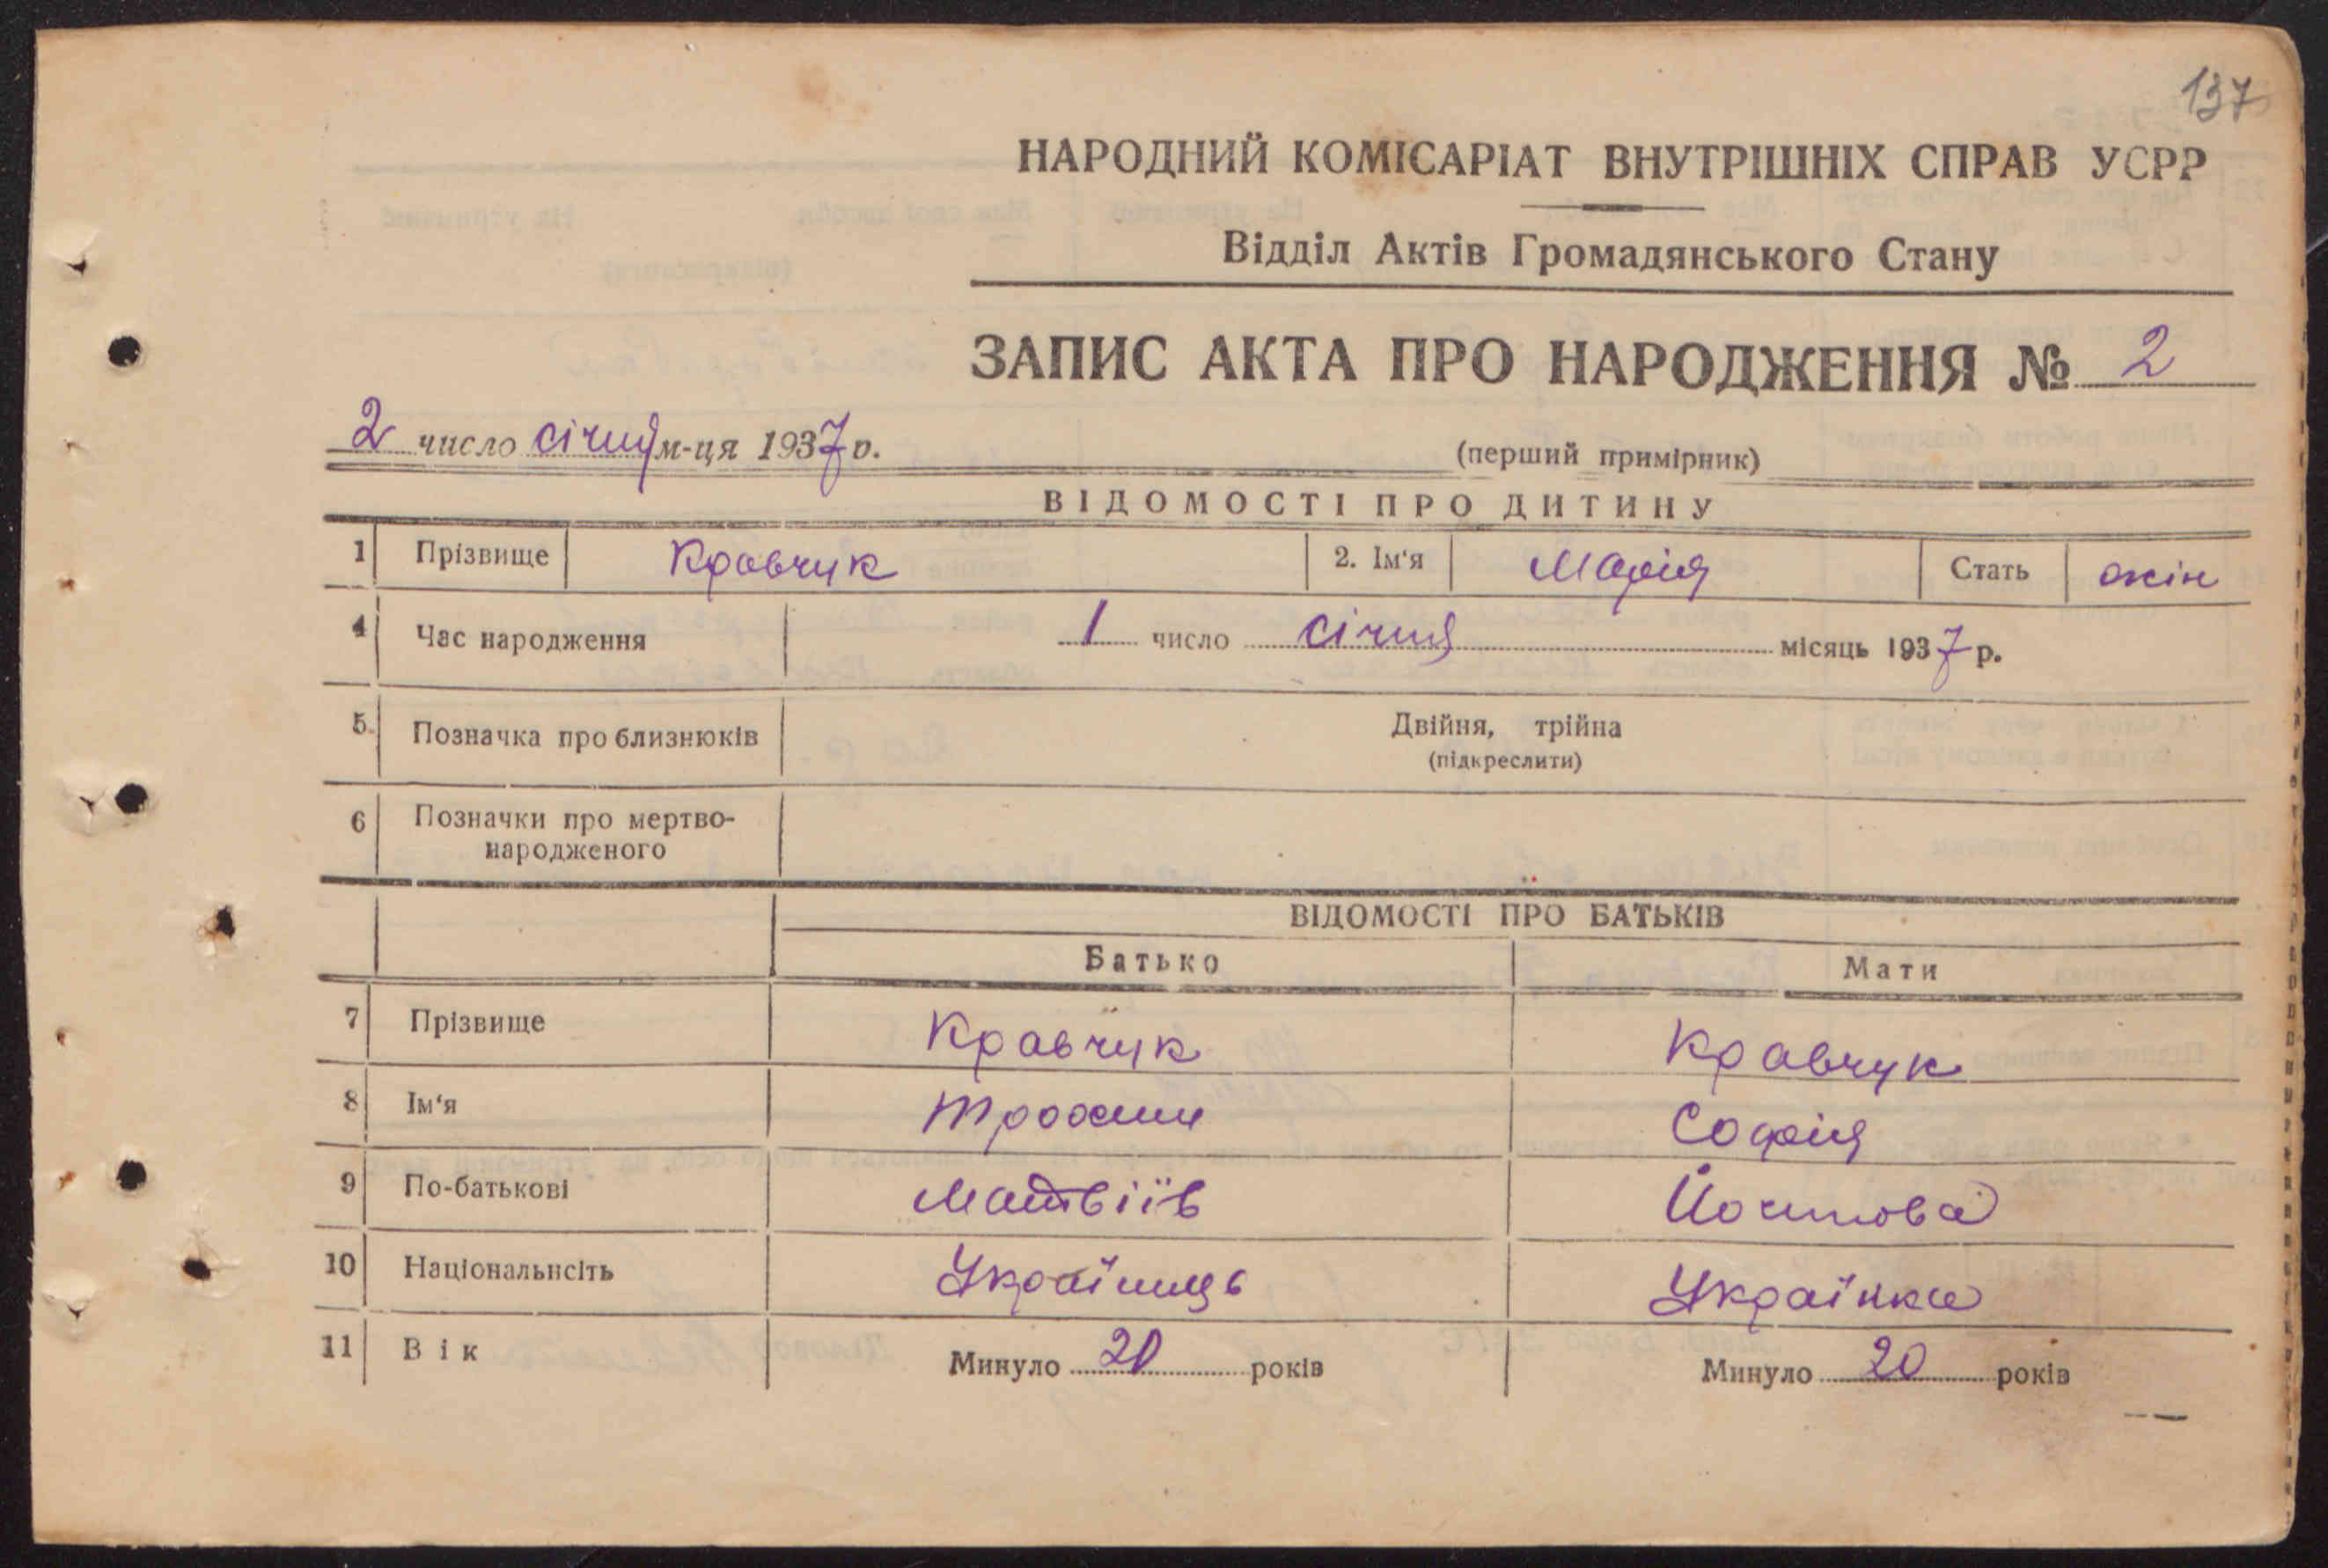 137
НАРОДНИЙ КОМІСАРІАТ ВНУТРІШНІХ СПРАВ УСРР
Відділ Актів Громадянського Стану
ЗАПИС АКТА ПРО НАРОДЖЕННЯ № 2
2 число січня м-ця 1937 р.
(перший примірник)
ВІДОМОСТІ ПРО ДИТИНУ
1 Прізвище Кравчук 2. Ім'я Марія Стать жін
4 Час народження 1 число січня місяць 1937 р.
5. Позначка про близнюків Двійня, трійна
(підкреслити)
6 Позначки про мертво-
народженого
ВІДОМОСТІ ПРО БАТЬКІВ
Батько Мати
7 Прізвище Кравчук Кравчук
8 Ім'я Трохим Софія
9 По-батькові Матвіїв
10 Національнсіть Українець Українка
11 Вік Минуло 20 років Минуло 20 років